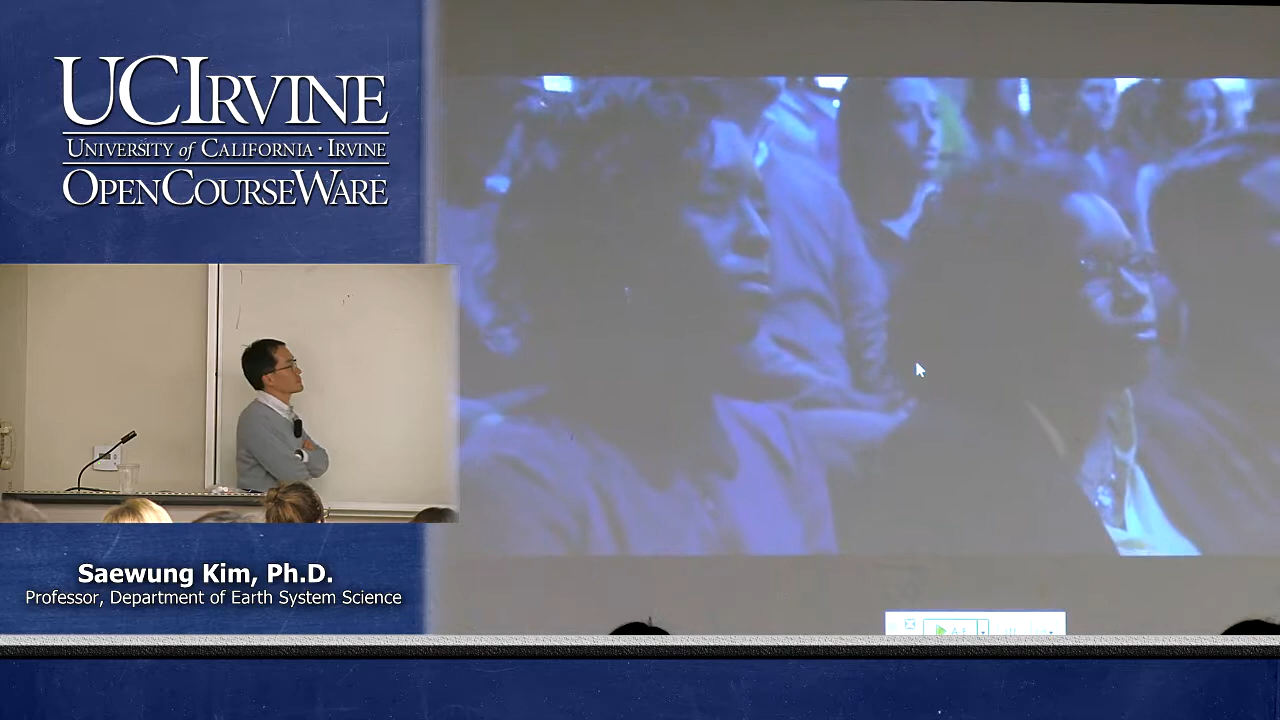 UCIRVINE
UNIVERSITY of CALIFORNIA · IRVINE
OPENCOURSEWARE
Saewung Kim, Ph.D.
Professor, Department of Earth System Science